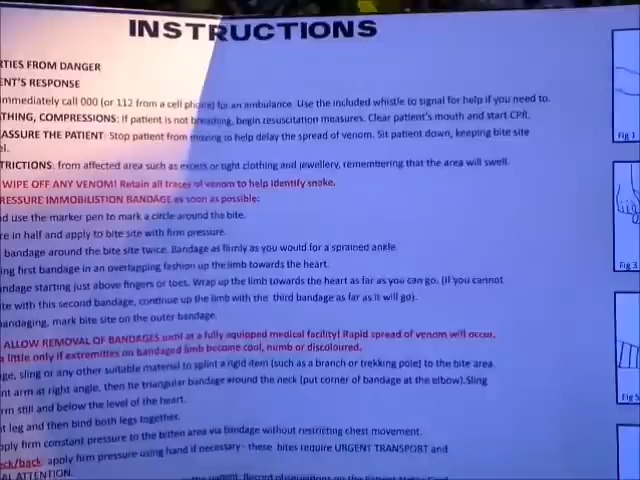 INSTRUCTIONS
RTIES FROM DANGER
ENT'S RESPONSE
immediately call 000 (or 112 from a cell phone) for an ambulance. Use the included whistle to signal for help if you need to.
THING, COMPRESSIONS: If patient is not breathing, begin resuscitation measures. Clear patient's mouth and start CPR.
ASSURE THE PATIENT: Stop patient from moving to help delay the spread of venom. Sit patient down, keeping bite site
el.
TRICTIONS: from affected area such as excess or tight clothing and jewellery, remembering that the area will swell.
WIPE OFF ANY VENOM! Retain all traces of venom to help identify snake.
RESSURE IMMOBILISTION BANDAGE as soon as possible:
d use the marker pen to mark a circle around the bite.
re in half and apply to bite site with firm pressure.
bandage around the bite site twice. Bandage as firmly as you would for a sprained ankle.
ing first bandage in an overlapping fashion up the limb towards the heart.
ndage starting just above fingers or toes. Wrap up the limb towards the heart as far as you can go. (if you cannot
te with this second bandage, continue up the limb with the third bandage as far as it will go).
andaging, mark bite site on the outer bandage.
ALLOW REMOVAL OF BANDAGES until at a fully equipped medical facility! Rapid spread of venom will occur.
a little only if extremities on bandaged limb become cool, numb or discoloured.
ge, sling or any other suitable material to splint a rigid item (such as a branch or trekking pole) to the bite area.
nt arm at right angle, then tie triangular bandage around the neck (put corner of bandage at the elbow).Sling
rm still and below the level of the heart.
t leg and then bind both legs together.
pply firm constant pressure to the bitten area via bandage without restricting chest movement.
eck/back: apply firm pressure using hand if necessary - these bites require URGENT TRANSPORT and
AL ATTENTION.
the patient. Record observations on the Patient
Fig 1
Fig 3
Fig 5